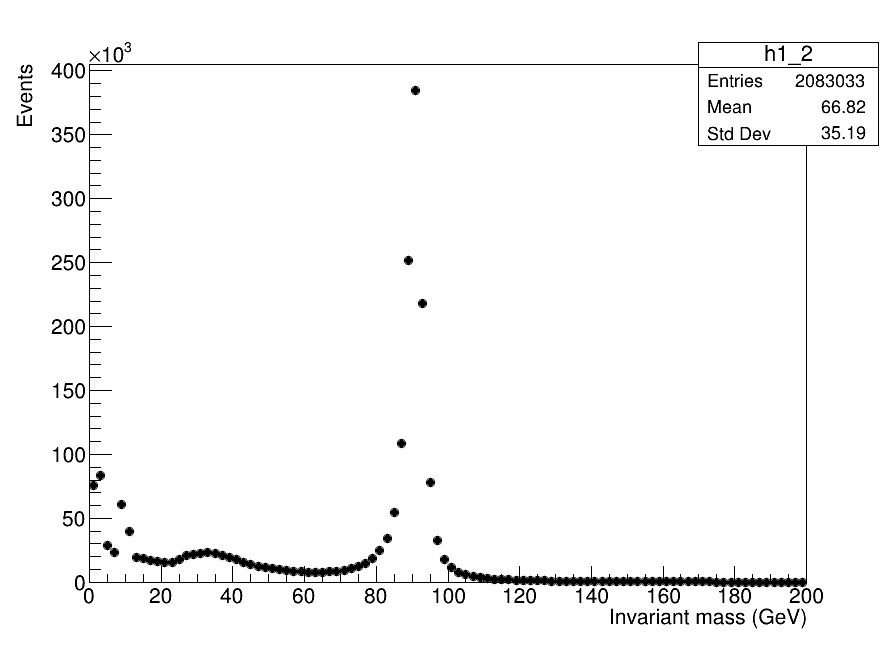 ×10³
h1_2
Entries 2083033
Mean 66.82
Std Dev 35.19
Events
400
350
300
250
200
150
100
50
0
0 20 40 60 80 100 120 140 160 180 200
Invariant mass (GeV)